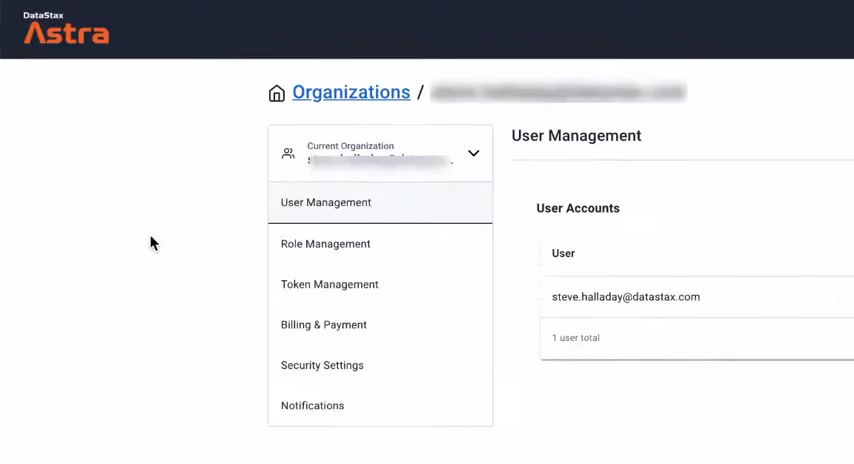 DataStax
Astra
Organizations /
Current Organization
User Management
Role Management
Token Management
Billing & Payment
Security Settings
Notifications
User Management
User Accounts
User
steve.halladay@datastax.com
1 user total